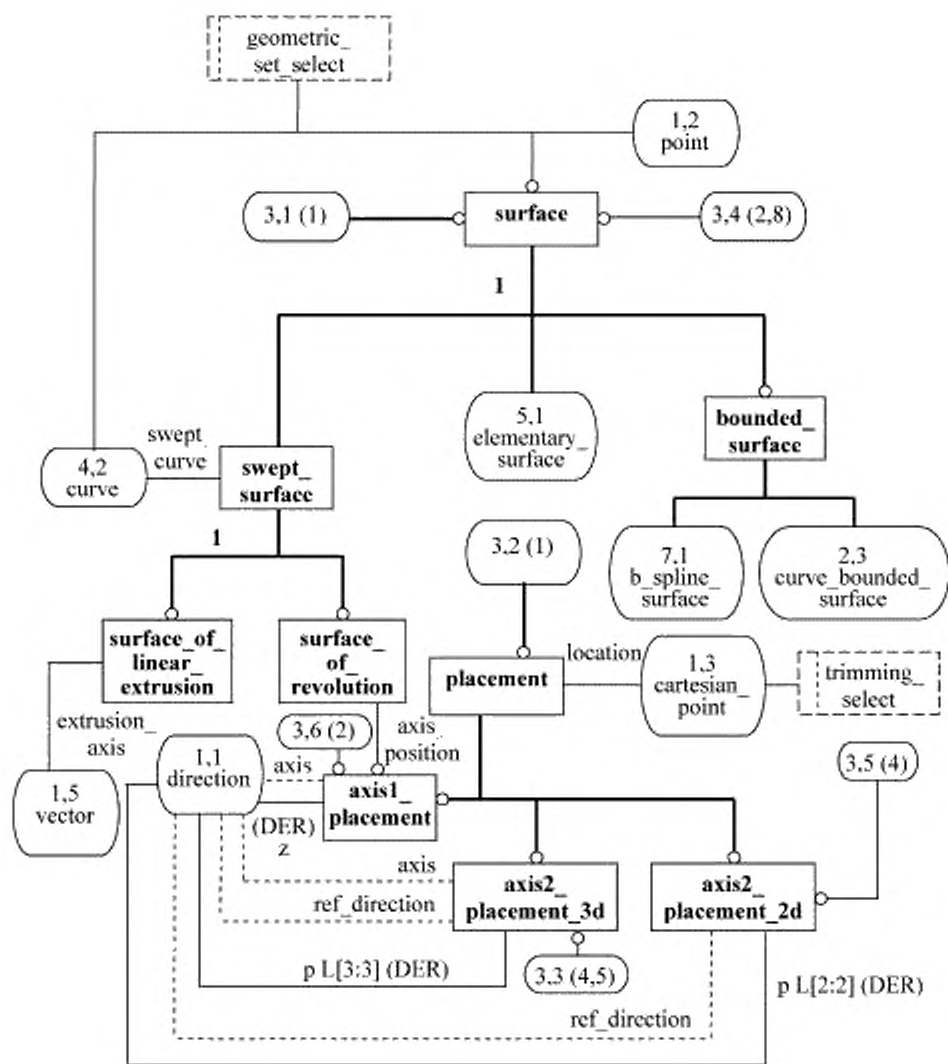 geometric_
set_select
1,2
point
3,1 (1)
surface
3,4 (2,8)
1
5,1
elementary_
surface
bounded_
surface
swept_
curve
4,2
curve
swept_
surface
1
3,2 (1)
7,1
b_spline_
surface
2,3
curve_bounded_
surface
surface_of_
linear_
extrusion
surface_
of_
revolution
placement
location
1,3
cartesian_
point
trimming_
select
extrusion_
axis
3,6 (2)
axis_
position
1,1
direction
axis
3,5 (4)
1,5
vector
axis1_
placement
(DER)
z
axis
axis2_
placement_3d
axis2_
placement_2d
ref_direction
p L[3:3] (DER)
3,3 (4,5)
p L[2:2] (DER)
ref_direction